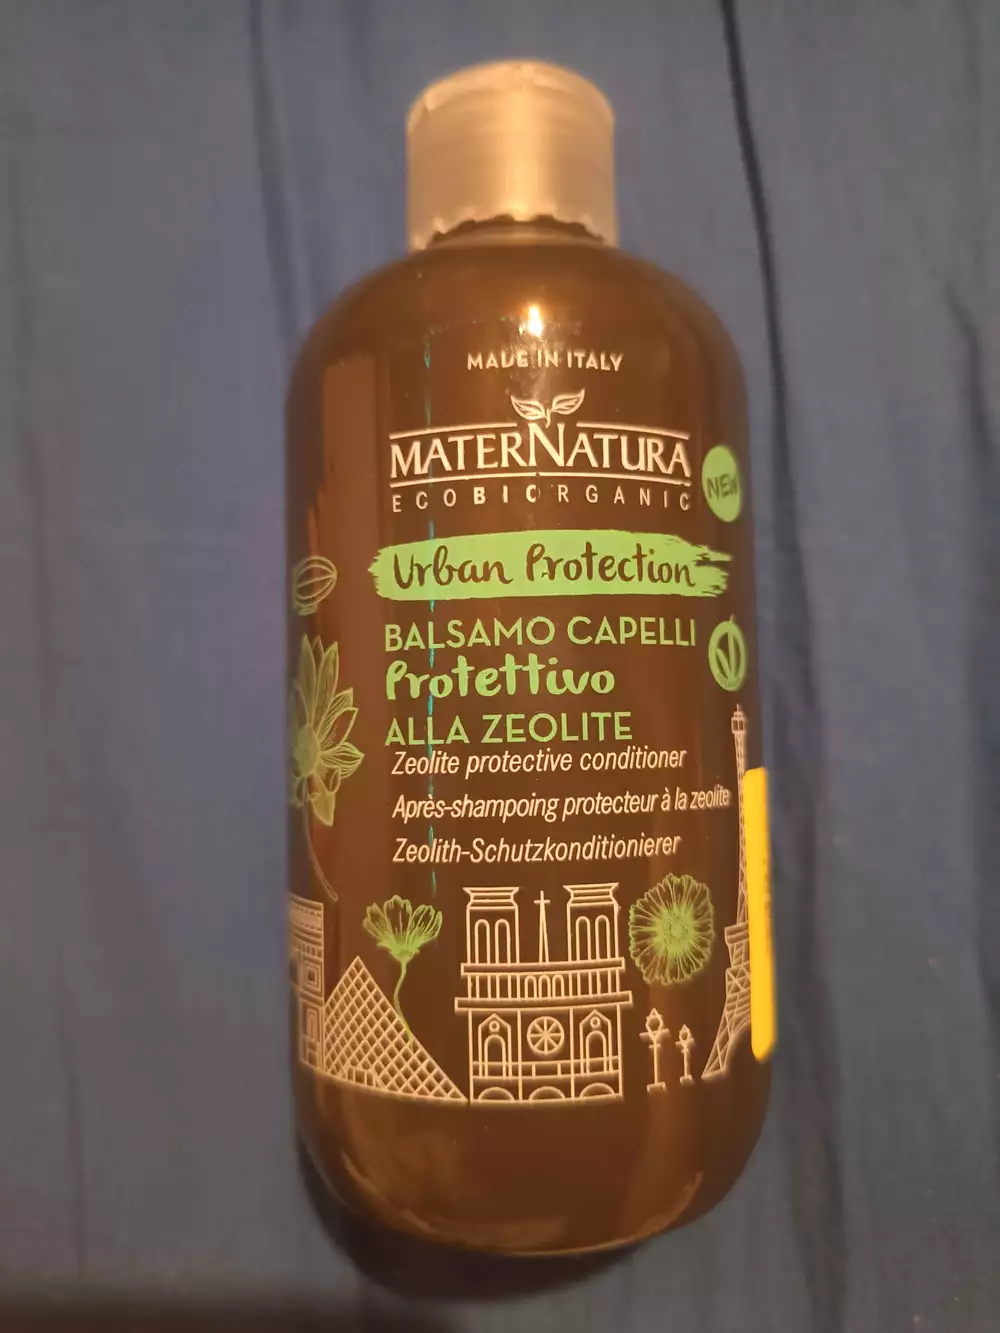 MADE IN ITALY
MATERNATURA
ECOBIORGANIC
NEW
Urban Protection
BALSAMO CAPELLI
Protettivo
ALLA ZEOLITE
Zeolite protective conditioner
Après-shampoing protecteur à la zeolite
Zeolith-Schutzkonditionierer